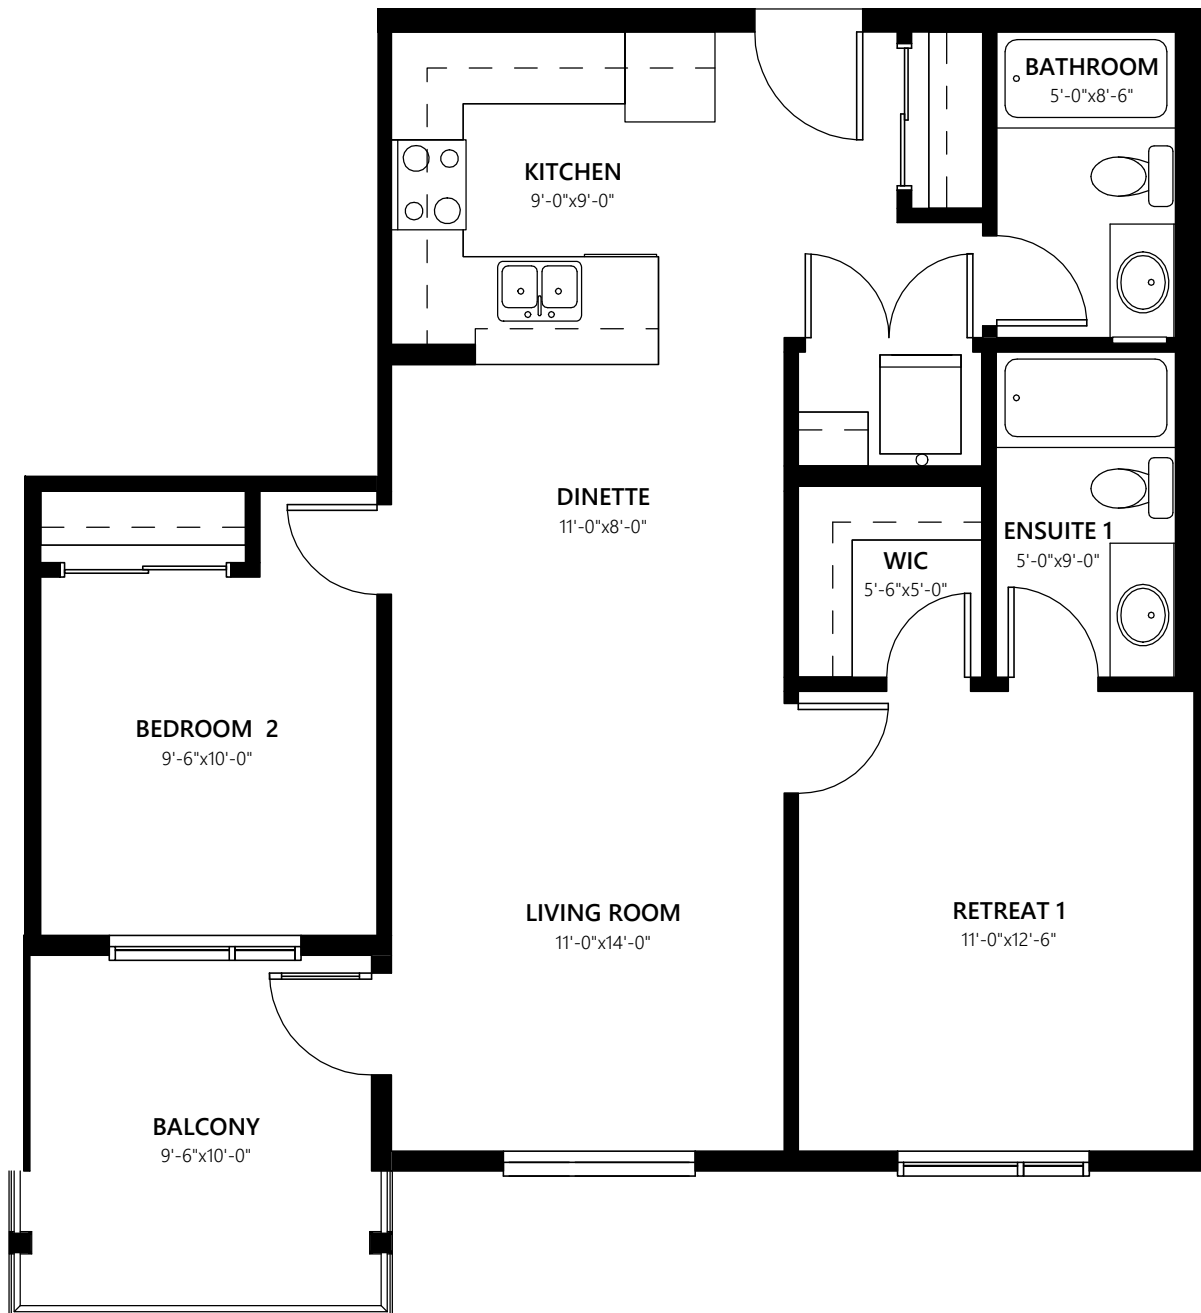 BATHROOM
5'-0"x8'-6"
KITCHEN
9'-0"x9'-0"
DINETTE
11'-0"x8'-0"
ENSUITE 1
5'-0"x9'-0"
WIC
5'-6"x5'-0"
BEDROOM 2
9'-6"x10'-0"
LIVING ROOM
11'-0"x14'-0"
RETREAT 1
11'-0"x12'-6"
BALCONY
9'-6"x10'-0"